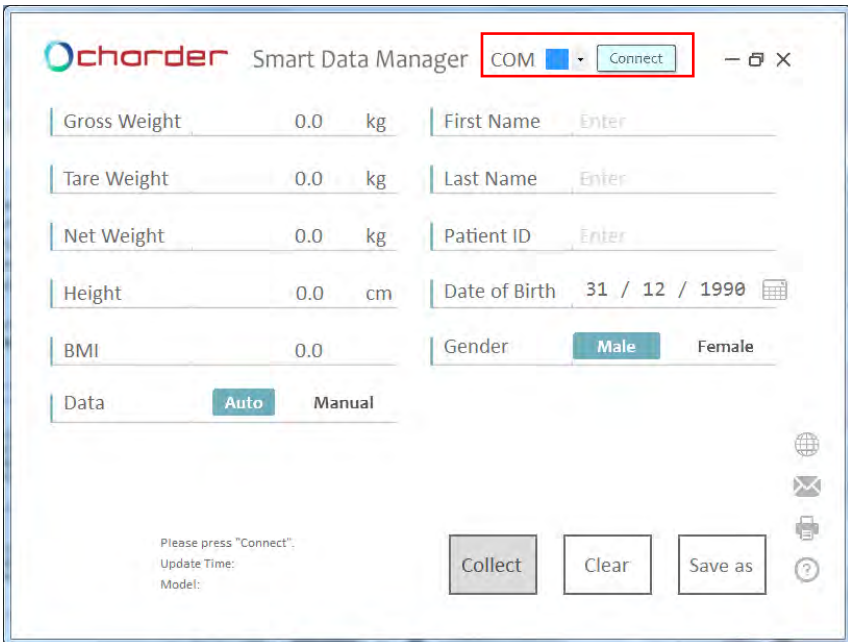 charder Smart Data Manager COM Connect
Gross Weight 0.0 kg
First Name Enter
Tare Weight 0.0 kg
Last Name Enter
Net Weight 0.0 kg
Patient ID Enter
Height 0.0 cm
Date of Birth 31 / 12 / 1990
BMI 0.0
Gender Male Female
Data Auto Manual
Please press "Connect".
Update Time:
Model:
Collect Clear Save as